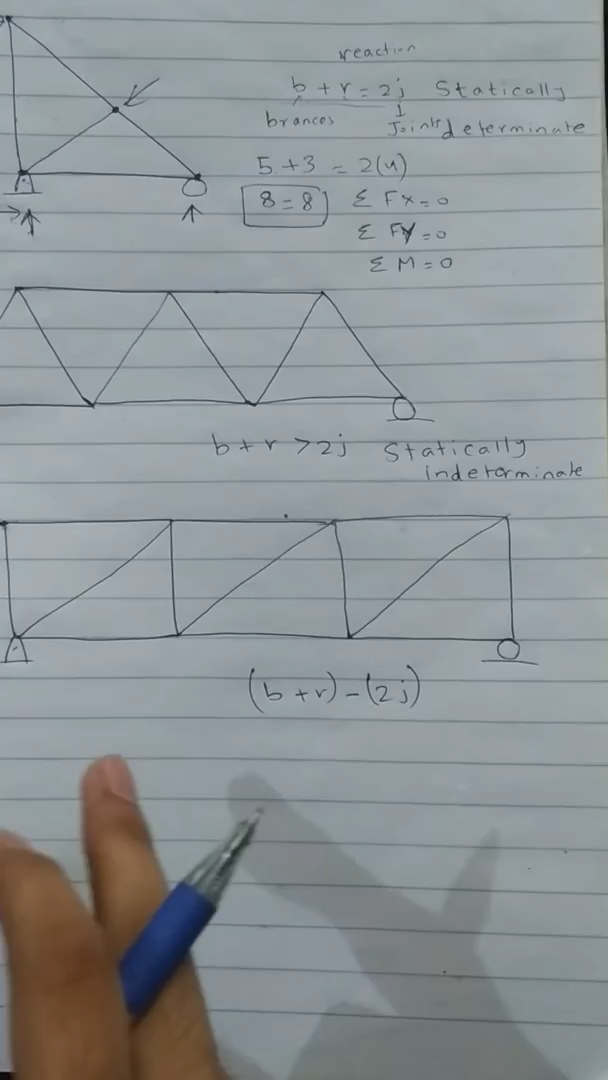 reaction
b + r = 2j Statically
brances Joints determinate
5 + 3 = 2(4)
8 = 8 Σ Fx = 0
Σ Fy = 0
Σ M = 0
b + r > 2j Statically
indeterminate
(b + r) - (2j)